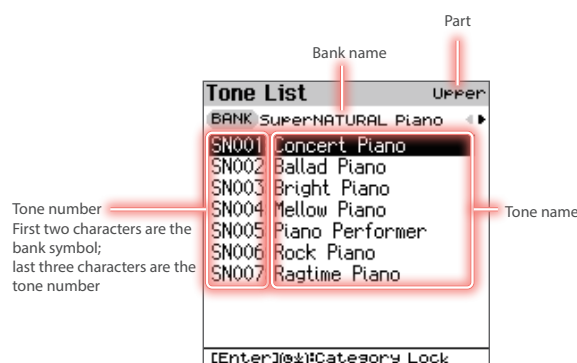 Part
Bank name
Tone List Upper
BANK SuperNATURAL Piano
SN001 Concert Piano
SN002 Ballad Piano
SN003 Bright Piano
SN004 Mellow Piano
SN005 Piano Performer
SN006 Rock Piano
SN007 Ragtime Piano
Tone number
First two characters are the
bank symbol;
last three characters are the
tone number
Tone name
[Enter] :Category Lock